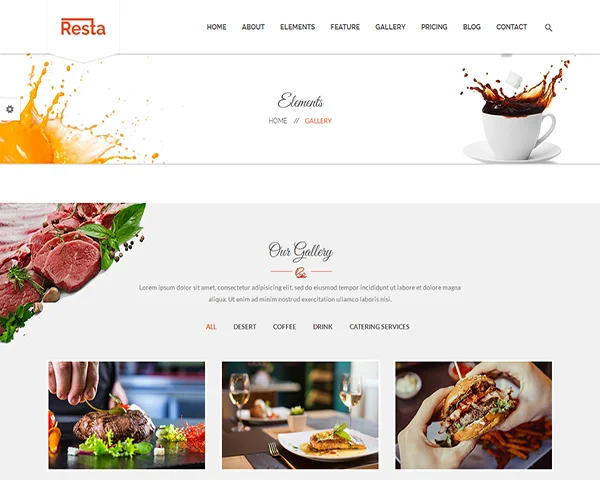 Resta
HOME ABOUT ELEMENTS FEATURE GALLERY PRICING BLOG CONTACT
Elements
HOME // GALLERY
Our Gallery
Lorem ipsum dolor sit amet, consectetur adipisicing elit, sed do eiusmod tempor incididunt ut labore et dolore magna
aliqua. Ut enim ad minim nostrud exercitation ullamco laboris nisi.
ALL DESERT COFFEE DRINK CATERING SERVICES